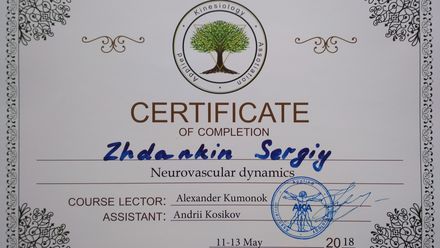 Applied Kinesiology Association
CERTIFICATE
OF COMPLETION
Zhdankin Sergiy
Neurovascular dynamics
COURSE LECTOR: Alexander Kumonok
ASSISTANT: Andrii Kosikov
11-13 May 2018